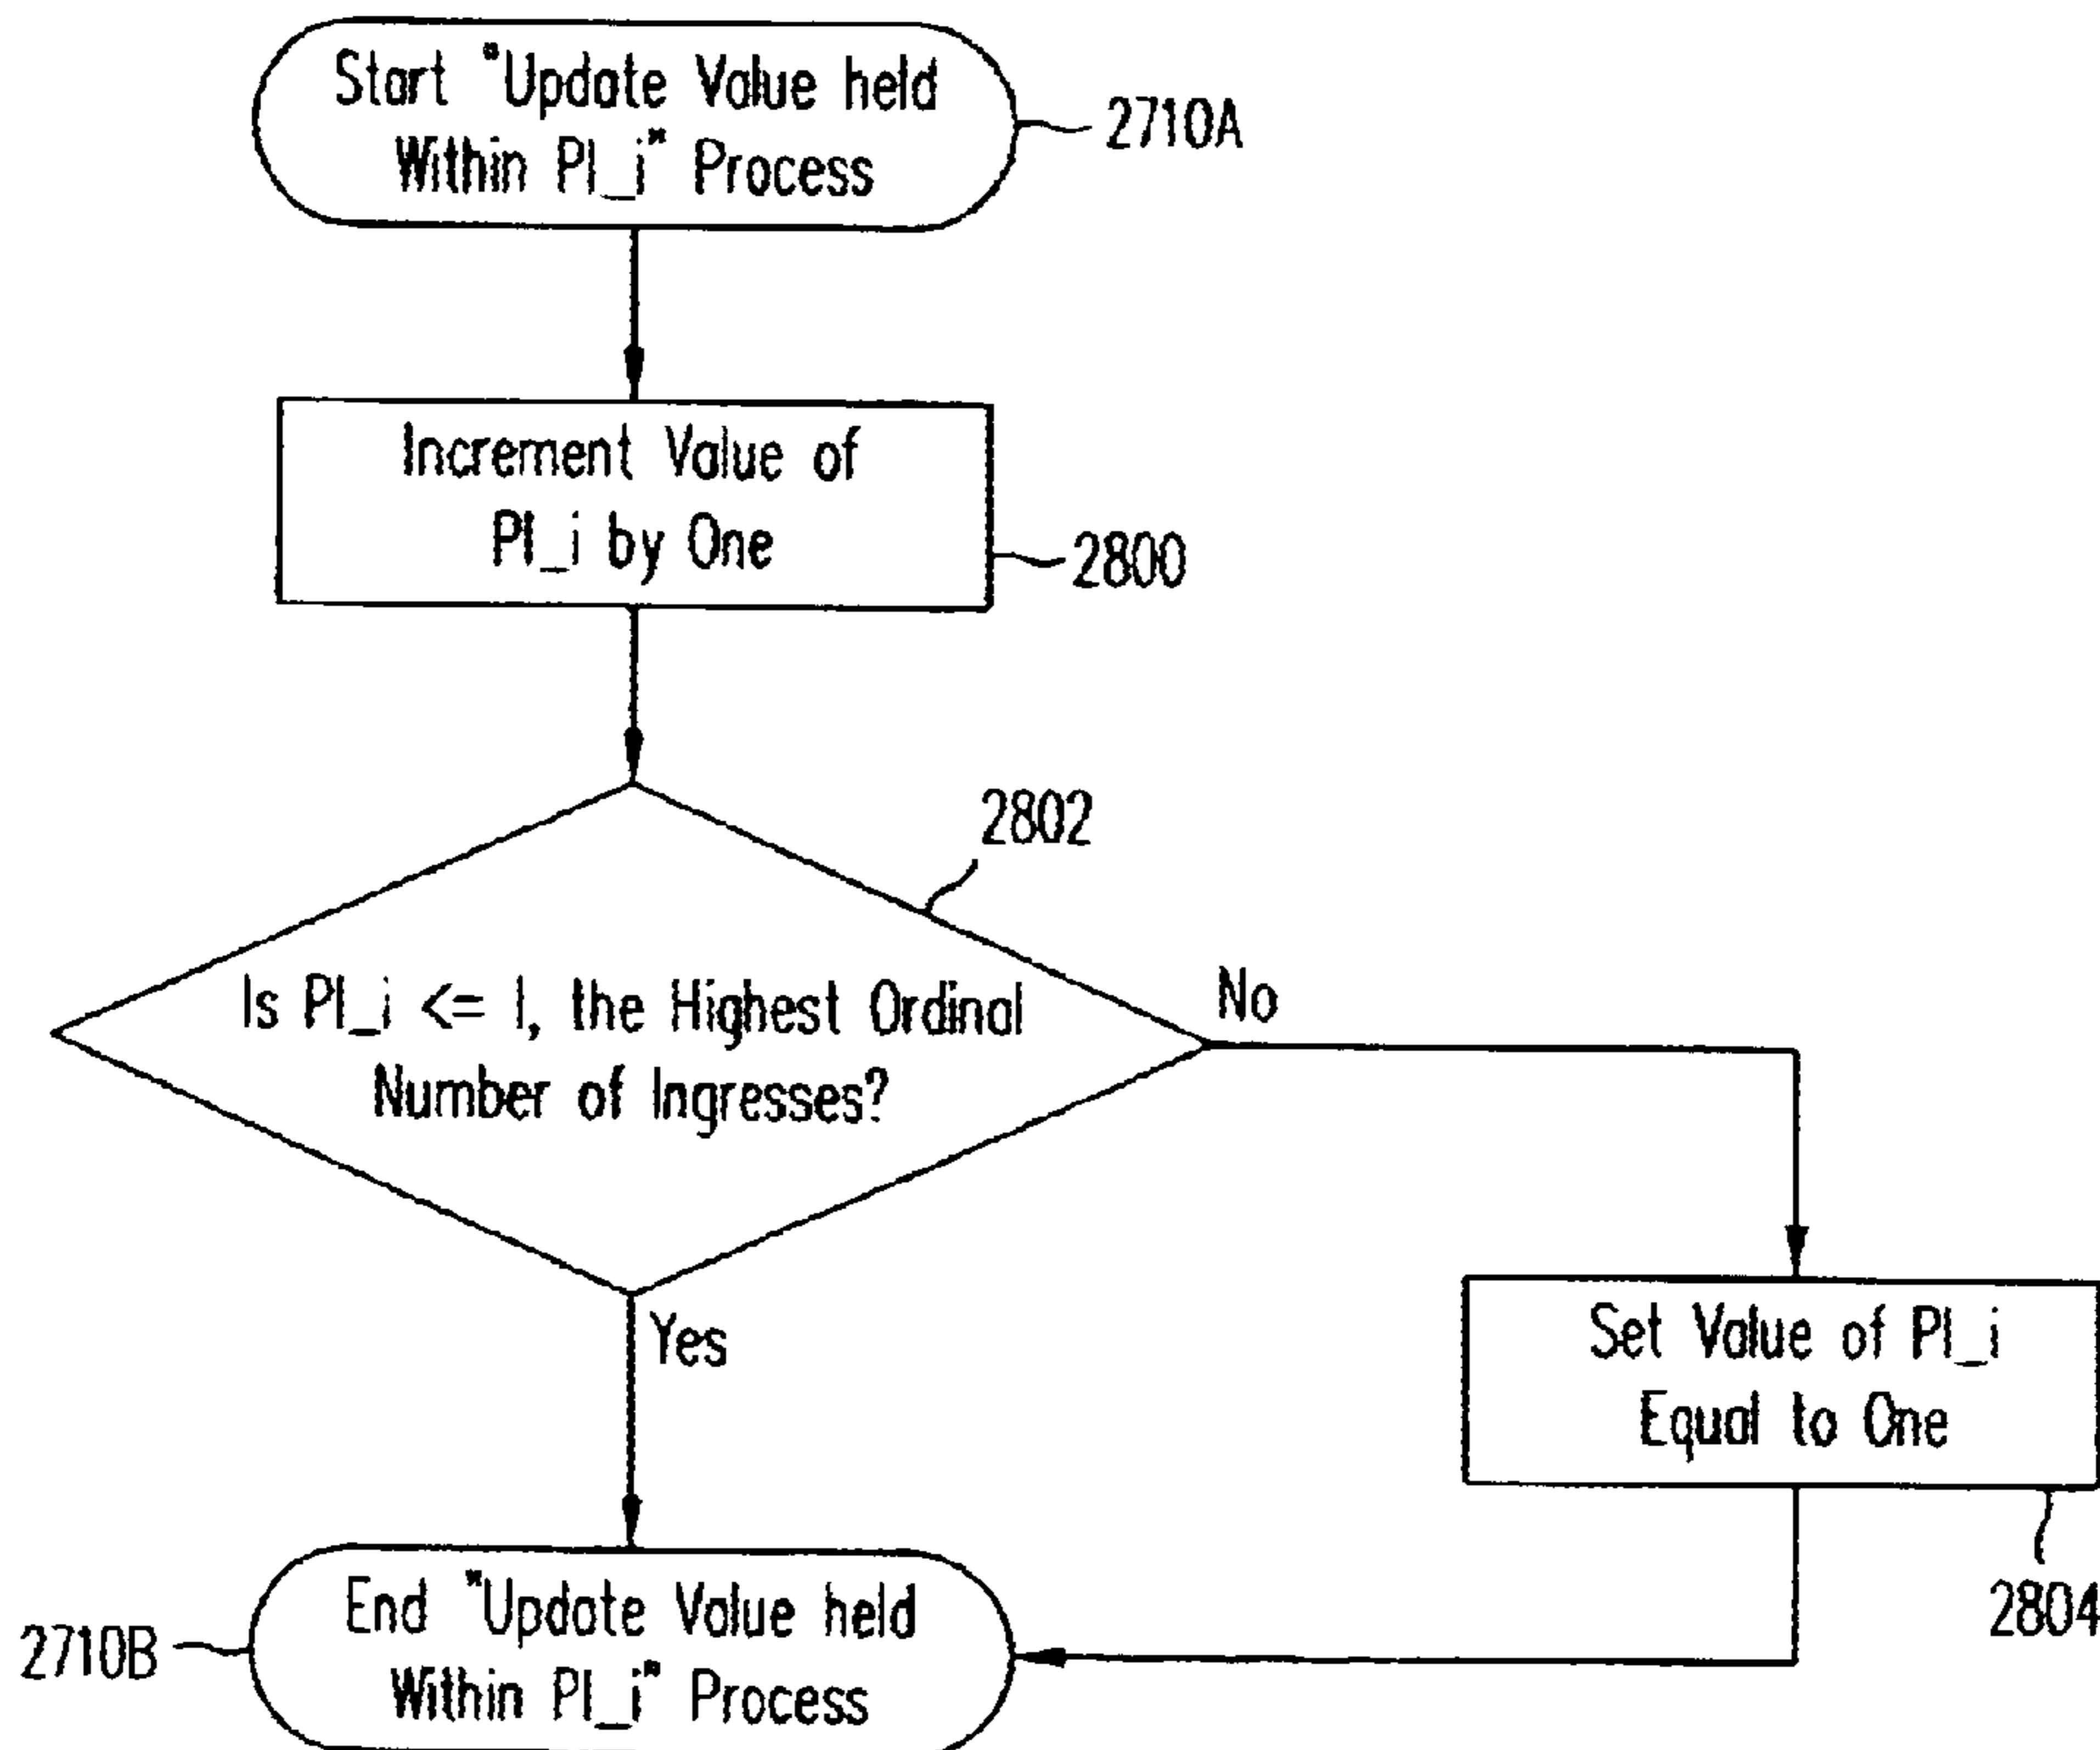 Start "Update Value held
Within PI_i" Process
2710A
Increment Value of
PI_i by One
2800
2802
Is PI_i <= I, the Highest Ordinal
Number of Ingresses?
No
Yes
Set Value of PI_i
Equal to One
2804
End "Update Value held
Within PI_i" Process
2710B